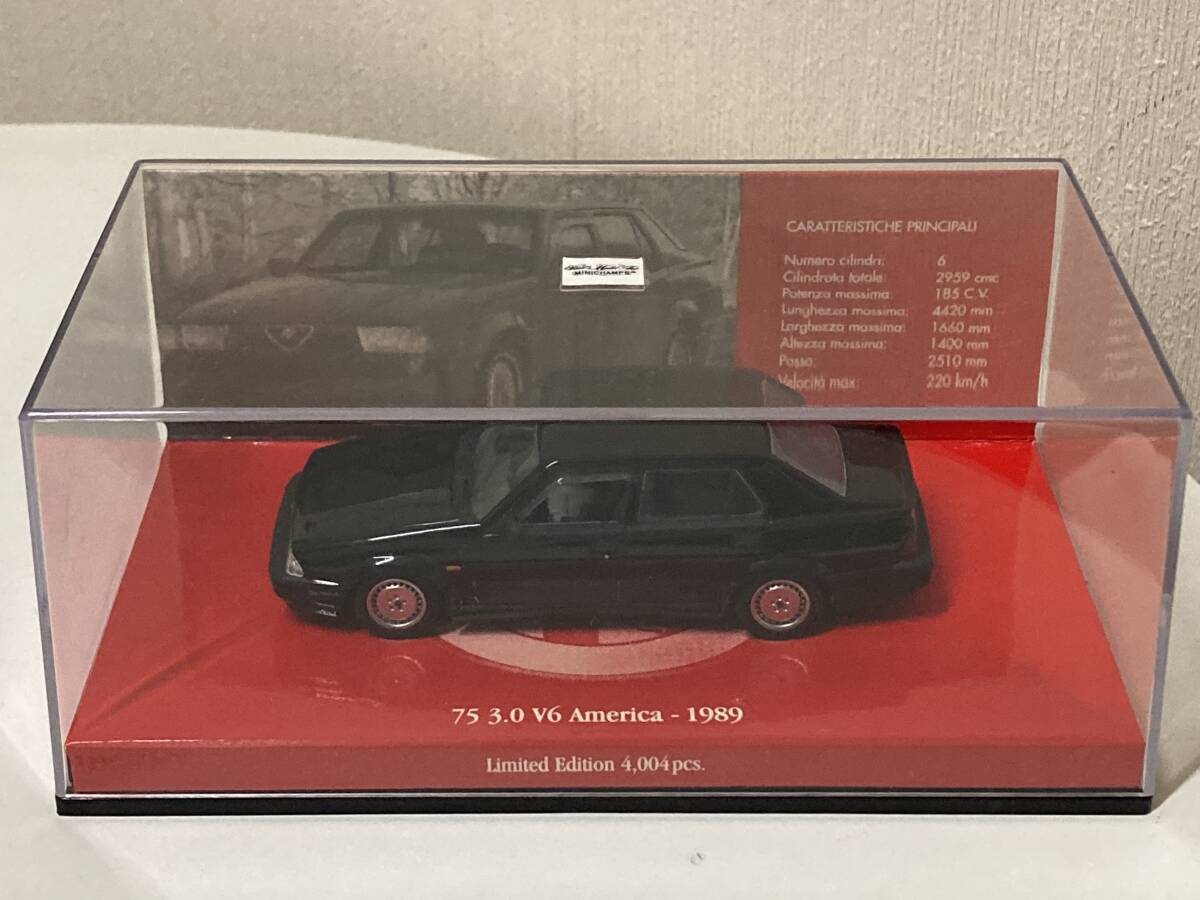 MINICHAMPS
CARATTERISTICHE PRINCIPALI
Numero cilindri: 6
Cilindrata totale: 2959 cmc
Potenza massima: 185 C.V.
Lunghezza massima: 4420 mm
Larghezza massima: 1660 mm
Altezza massima: 1400 mm
Passo: 2510 mm
Velocità max: 220 km/h
75 3.0 V6 America - 1989
Limited Edition 4,004 pcs.